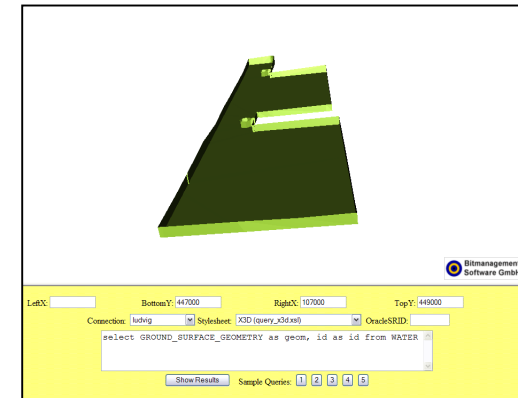 Bitmanagement
Software GmbH
LeftX: BottomY: 447000 RightX: 107000 TopY: 449000
Connection: ludvig Stylesheet: X3D (query_x3d.xsl) OracleSRID:
select GROUND_SURFACE_GEOMETRY as geom, id as id from WATER
Show Results Sample Queries: 1 2 3 4 5